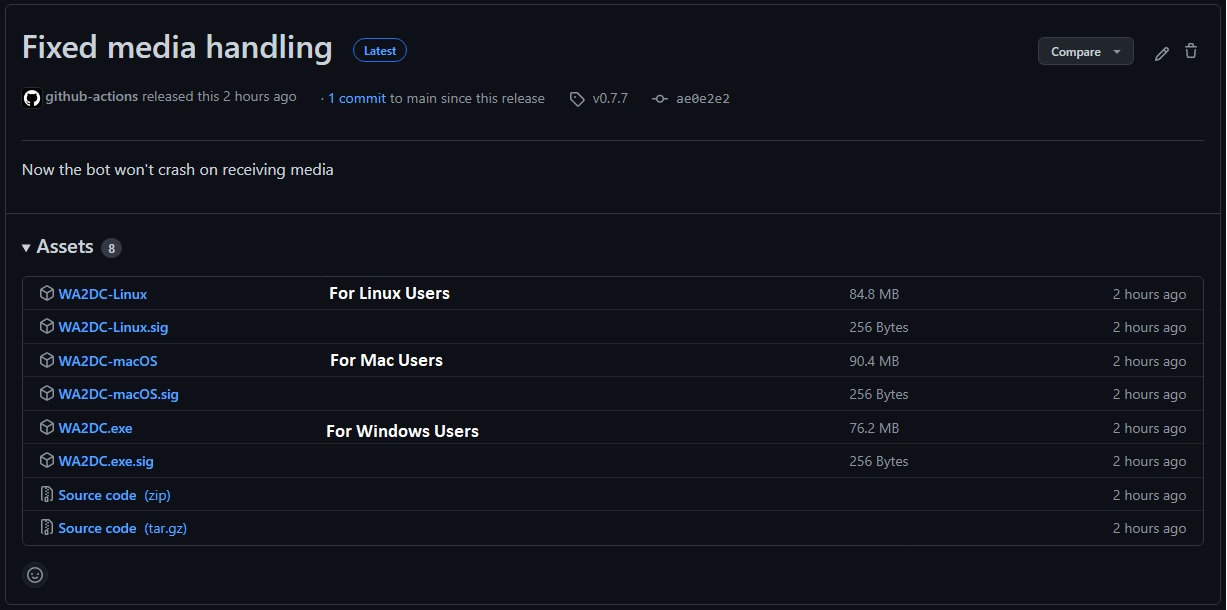 Fixed media handling Latest Compare
github-actions released this 2 hours ago · 1 commit to main since this release v0.7.7 ae0e2e2
Now the bot won't crash on receiving media
Assets 8
WA2DC-Linux For Linux Users 84.8 MB 2 hours ago
WA2DC-Linux.sig 256 Bytes 2 hours ago
WA2DC-macOS For Mac Users 90.4 MB 2 hours ago
WA2DC-macOS.sig 256 Bytes 2 hours ago
WA2DC.exe For Windows Users 76.2 MB 2 hours ago
WA2DC.exe.sig 256 Bytes 2 hours ago
Source code (zip) 2 hours ago
Source code (tar.gz) 2 hours ago